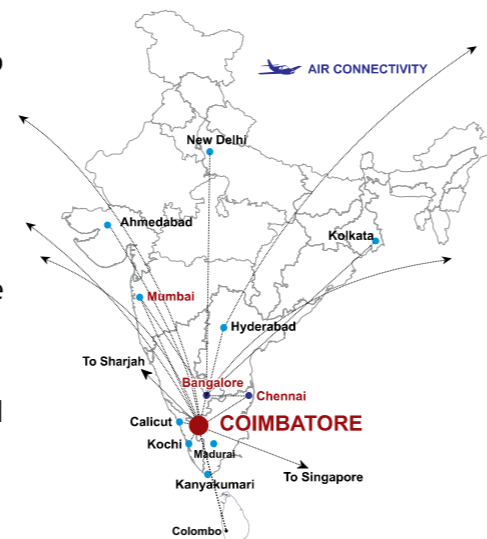 AIR CONNECTIVITY
New Delhi
Ahmedabad
Kolkata
Mumbai
Hyderabad
To Sharjah
Bangalore
Chennai
Calicut
COIMBATORE
Kochi
Madurai
To Singapore
Kanyakumari
Colombo